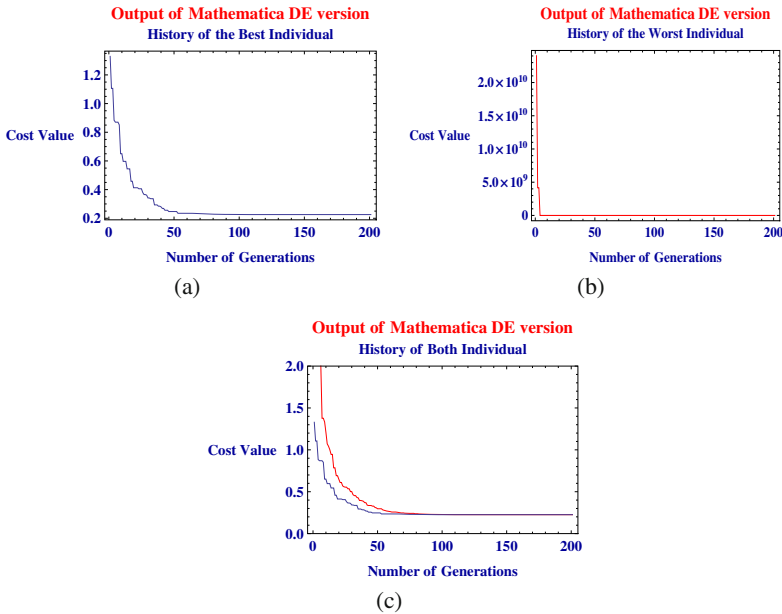 Output of Mathematica DE version
History of the Best Individual
1.2
1.0
0.8
Cost Value
0.6
0.4
0.2
0 50 100 150 200
Number of Generations
(a)
Output of Mathematica DE version
History of the Worst Individual
2.0×10^10
1.5×10^10
Cost Value
1.0×10^10
5.0×10^9
0
0 50 100 150 200
Number of Generations
(b)
Output of Mathematica DE version
History of Both Individual
2.0
1.5
Cost Value
1.0
0.5
0.0
0 50 100 150 200
Number of Generations
(c)